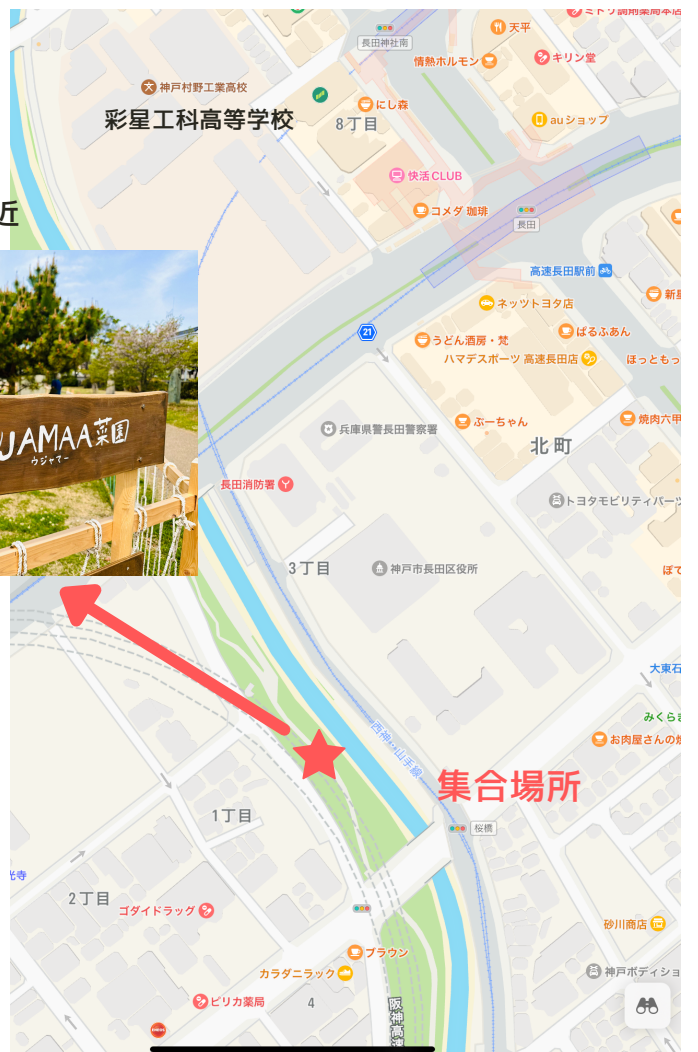 ミドリ調剤薬局本店
天平
長田神社南
情熱ホルモン
キリン堂
神戸村野工業高校
にし森
彩星工科高等学校
8丁目
auショップ
快活CLUB
近
コメダ 珈琲
長田
高速長田駅前
ネッツトヨタ店
21
うどん酒房・梵
ぱるふあん
ハマデスポーツ 高速長田店
ほっともっ
ぶーちゃん
焼肉六甲
兵庫県警長田警察署
北町
JAMAA菜園
ウジャマー
長田消防署
トヨタモビリティパーツ
3丁目
神戸市長田区役所
大東石
みくらま
お肉屋さんの焼
西神・山手線
集合場所
1丁目
桜橋
光寺
2丁目
ゴダイドラッグ
砂川商店
ブラウン
カラダニラック
神戸ボディショ
ピリカ薬局
4
阪神高速
ENEOS